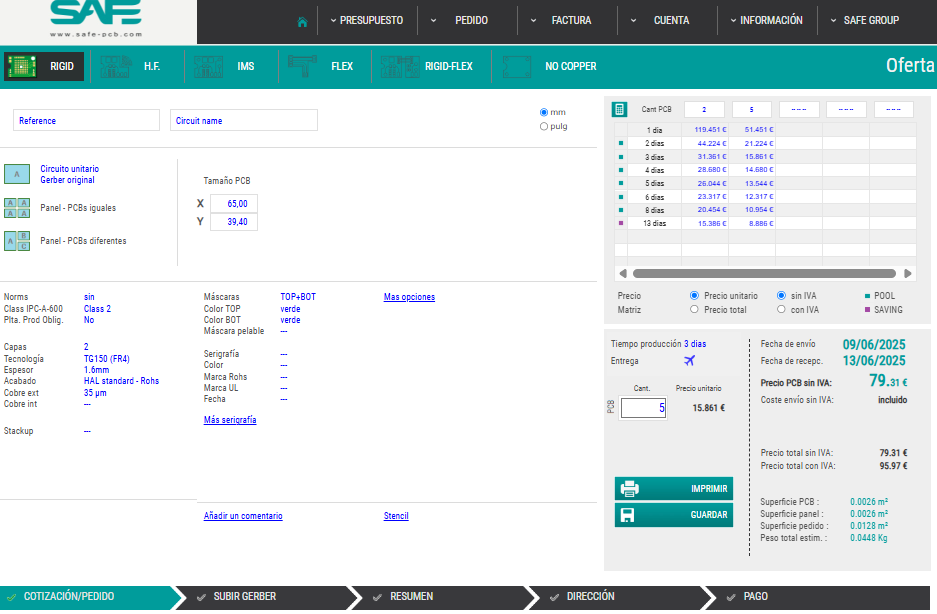 SAFE
www.safe-pcb.com
PRESUPUESTO PEDIDO FACTURA CUENTA INFORMACIÓN SAFE GROUP
RIGID H.F. IMS FLEX RIGID-FLEX NO COPPER Oferta
Reference Circuit name
mm
pulg
Circuito unitario
Gerber original
Panel - PCBs iguales
Panel - PCBs diferentes
Tamaño PCB
X 65,00
Y 39,40
Norms sin
Class IPC-A-600 Class 2
Plta. Prod Oblig. No
Capas 2
Tecnología TG150 (FR4)
Espesor 1.6mm
Acabado HAL standard - Rohs
Cobre ext 35 µm
Cobre int ---
Stackup ---
Máscaras TOP+BOT
Color TOP verde
Color BOT verde
Máscara pelable ---
Serigrafía ---
Color ---
Marca Rohs ---
Marca UL ---
Fecha ---
Más serigrafía
Mas opciones
Añadir un comentario Stencil
Cant PCB 2 5 ---- ---- ----
1 dia 119.451 € 51.451 €
2 dias 44.224 € 21.224 €
3 dias 31.361 € 15.861 €
4 dias 28.680 € 14.680 €
5 dias 26.044 € 13.544 €
6 dias 23.317 € 12.317 €
8 dias 20.454 € 10.954 €
13 dias 15.386 € 8.886 €
Precio Precio unitario sin IVA POOL
Matriz Precio total con IVA SAVING
Tiempo producción 3 dias
Entrega
Cant. Precio unitario
PCB 5 15.861 €
IMPRIMIR
GUARDAR
Fecha de envío 09/06/2025
Fecha de recepc. 13/06/2025
Precio PCB sin IVA: 79.31 €
Coste envío sin IVA: incluido
Precio total sin IVA: 79.31 €
Precio total con IVA: 95.97 €
Superficie PCB : 0.0026 m²
Superficie panel : 0.0026 m²
Superficie pedido : 0.0128 m²
Peso total estim. : 0.0448 Kg
COTIZACIÓN/PEDIDO SUBIR GERBER RESUMEN DIRECCIÓN PAGO